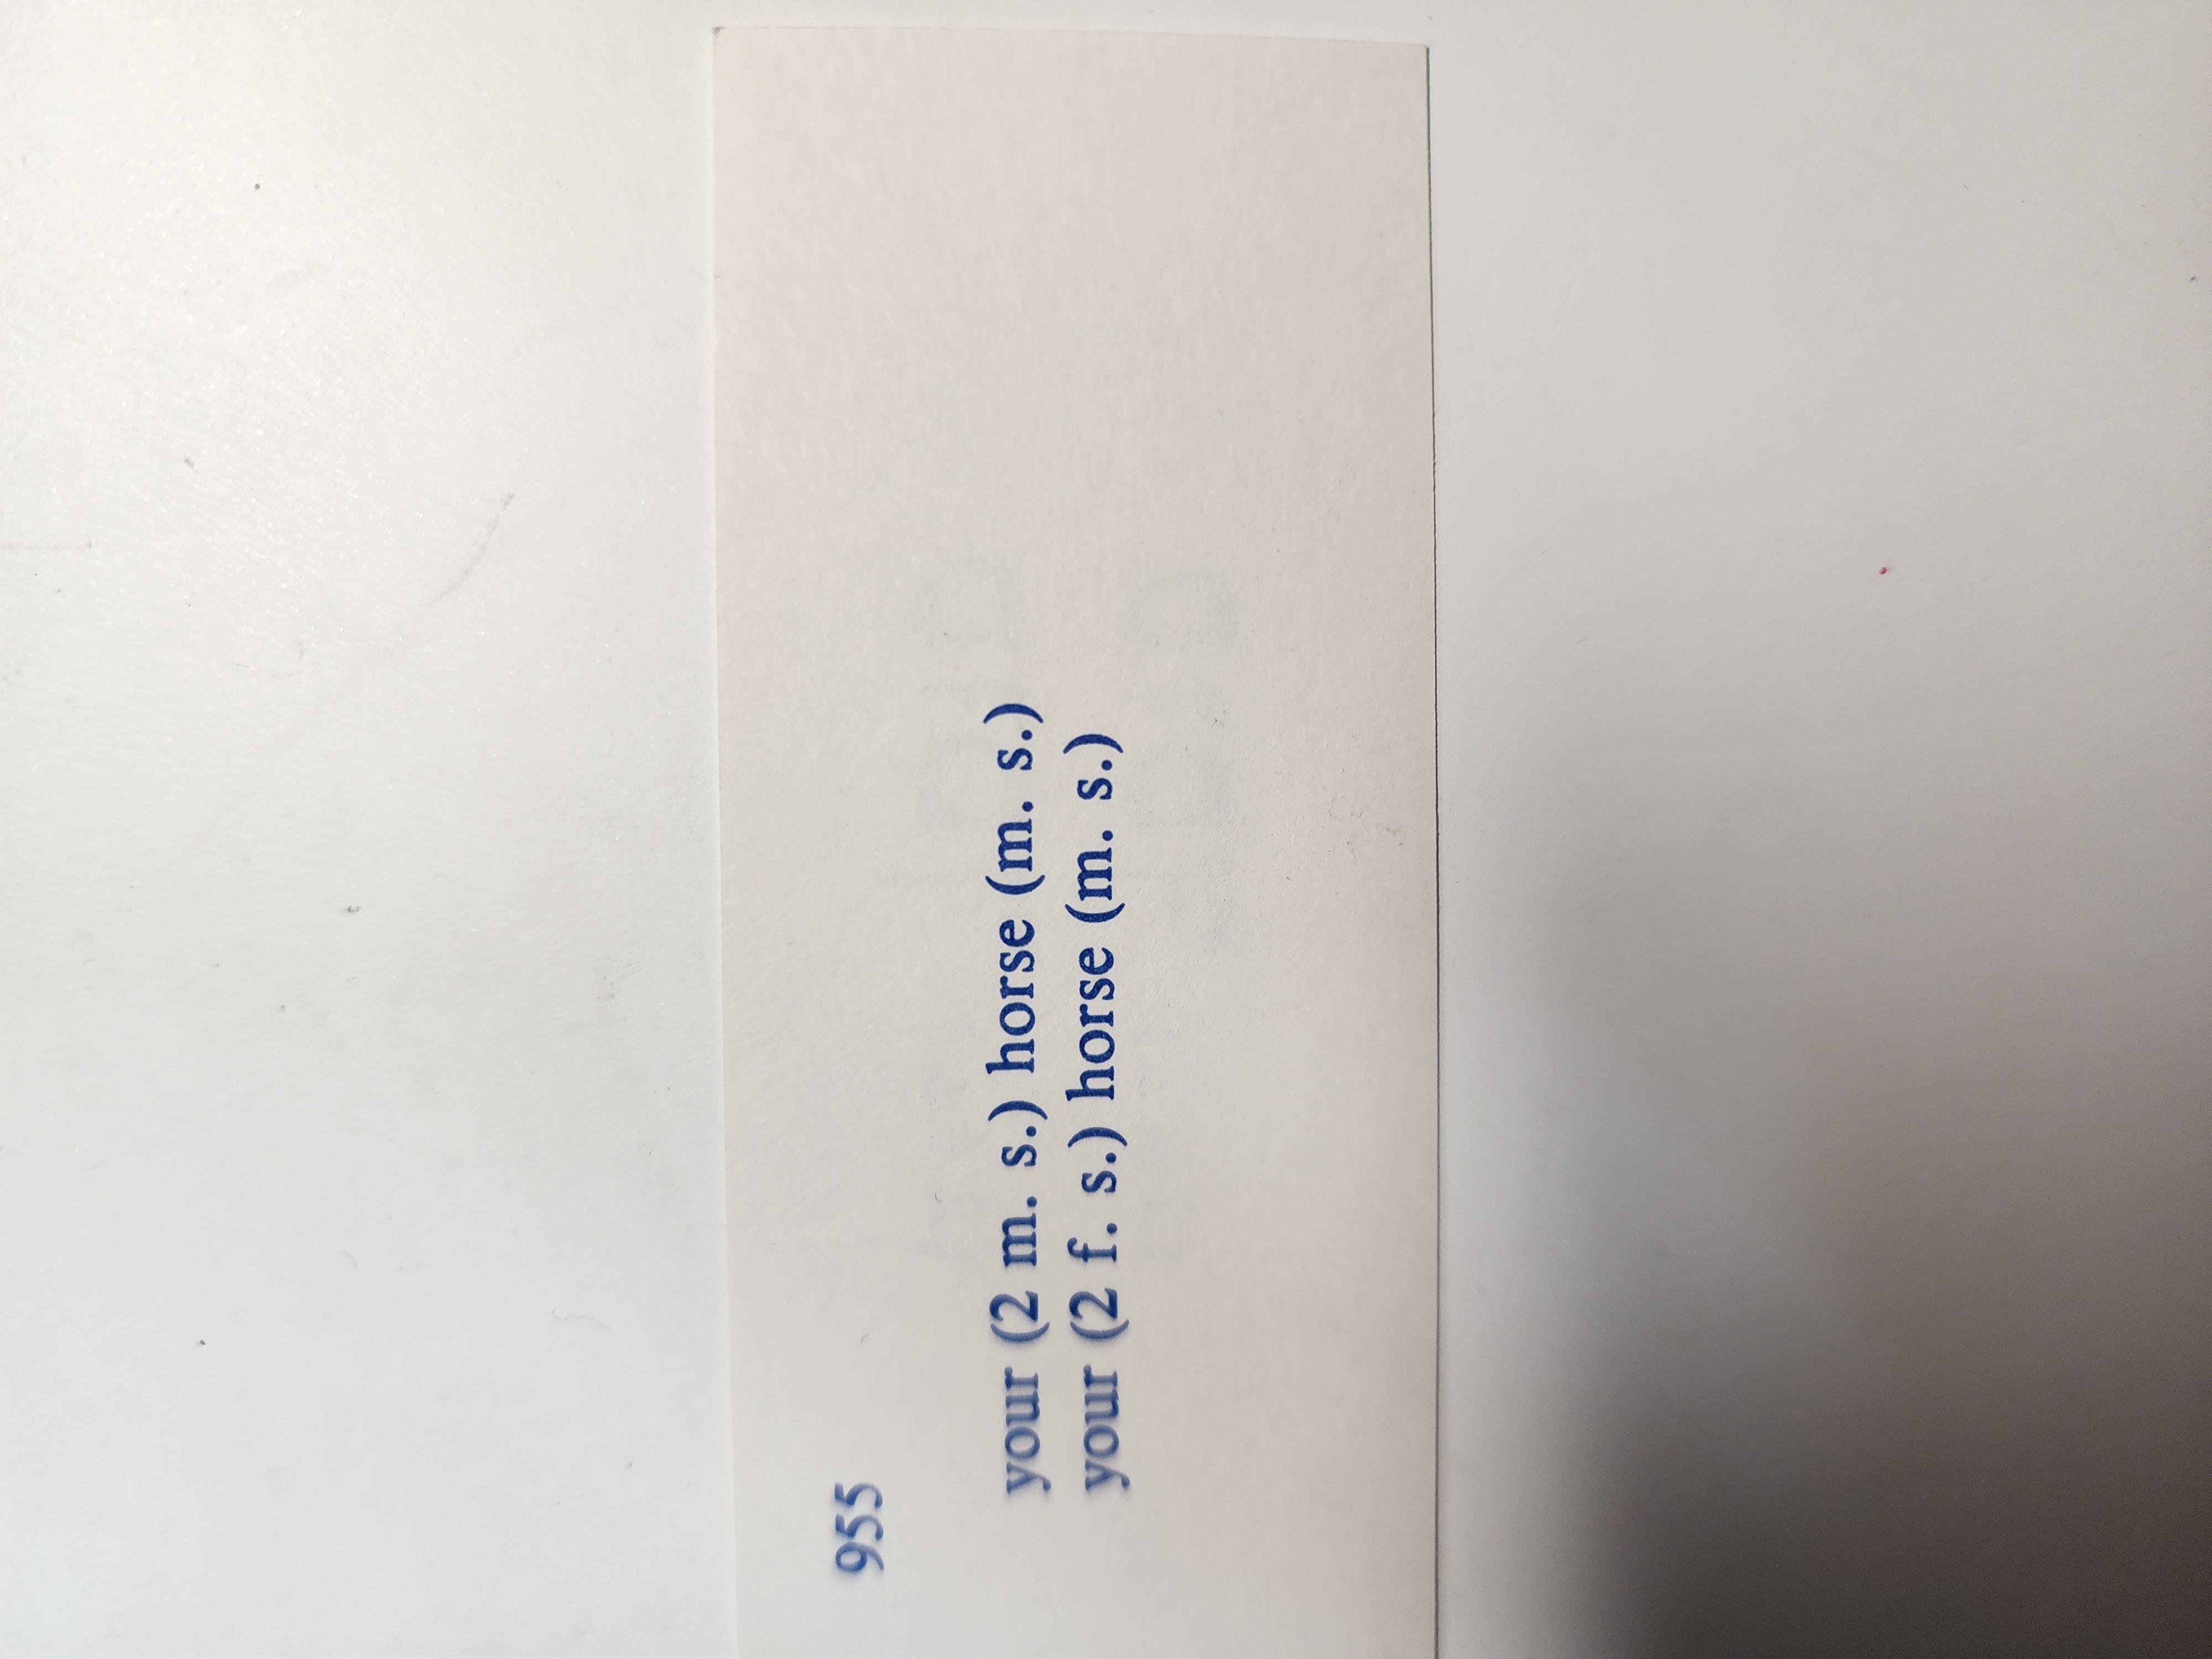 955
your (2 m. s.) horse (m. s.)
your (2 f. s.) horse (m. s.)